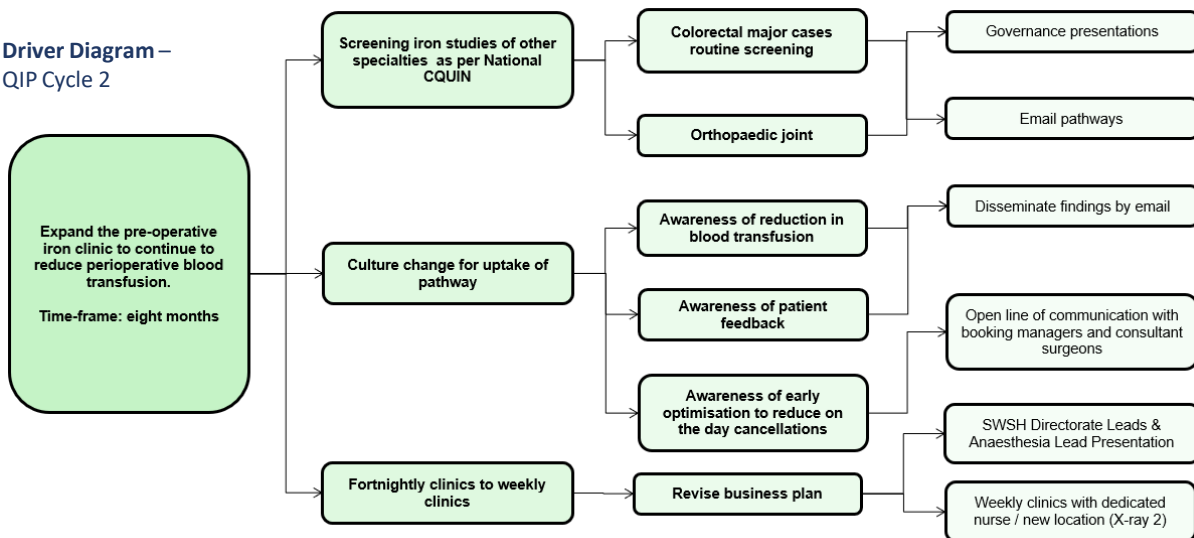 Driver Diagram –
QIP Cycle 2
Expand the pre-operative
iron clinic to continue to
reduce perioperative blood
transfusion.
Time-frame: eight months
Screening iron studies of other
specialties as per National
CQUIN
Culture change for uptake of
pathway
Fortnightly clinics to weekly
clinics
Colorectal major cases
routine screening
Orthopaedic joint
Awareness of reduction in
blood transfusion
Awareness of patient
feedback
Awareness of early
optimisation to reduce on
the day cancellations
Revise business plan
Governance presentations
Email pathways
Disseminate findings by email
Open line of communication with
booking managers and consultant
surgeons
SWSH Directorate Leads &
Anaesthesia Lead Presentation
Weekly clinics with dedicated
nurse / new location (X-ray 2)